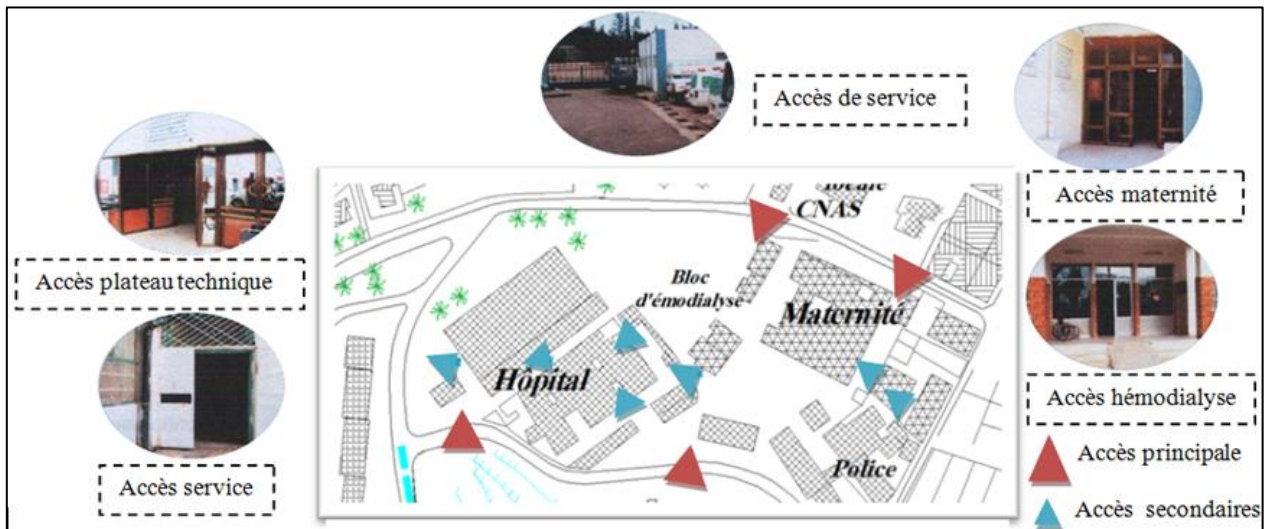 Accès de service
Accès maternité
Accès plateau technique
Accès hémodialyse
Accès service
CNAS
Bloc
d'émodialyse
Maternité
Hôpital
Police
Accès principale
Accès secondaires